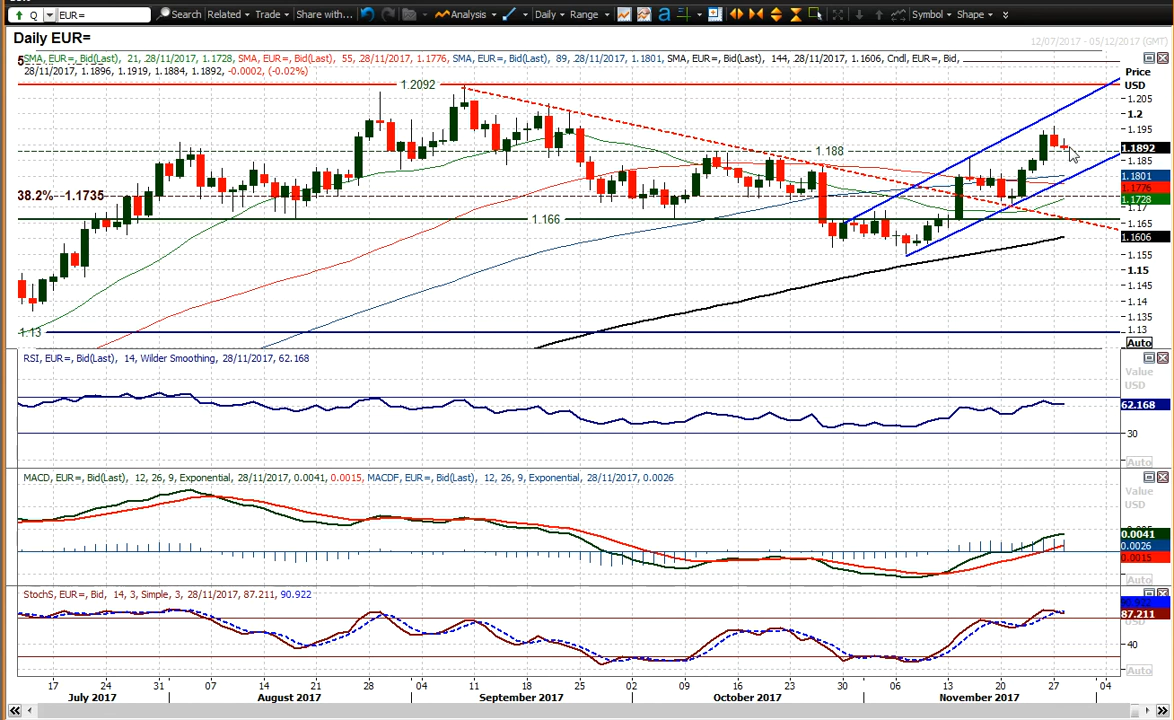 Q EUR= Search Related Trade Share with... Analysis Daily Range Symbol Shape
Daily EUR=
12/07/2017 - 05/12/2017 (GMT)
SMA, EUR=, Bid(Last), 21, 28/11/2017, 1.1728, SMA, EUR=, Bid(Last), 55, 28/11/2017, 1.1776, SMA, EUR=, Bid(Last), 89, 28/11/2017, 1.1801, SMA, EUR=, Bid(Last), 144, 28/11/2017, 1.1606, Cndl, EUR=, Bid,
28/11/2017, 1.1896, 1.1919, 1.1884, 1.1892, -0.0002, (-0.02%)
Price
USD
1.2092
1.205
1.2
1.195
1.188
1.1892
1.185
1.1801
1.1776
38.2%--1.1735
1.1728
1.17
1.166
1.165
1.1606
1.155
1.15
1.145
1.14
1.135
1.13
1.13
Auto
RSI, EUR=, Bid(Last), 14, Wilder Smoothing, 28/11/2017, 62.168
Value
USD
62.168
30
Auto
MACD, EUR=, Bid(Last), 12, 26, 9, Exponential, 28/11/2017, 0.0041, 0.0015, MACDF, EUR=, Bid(Last), 12, 26, 9, Exponential, 28/11/2017, 0.0026
Value
USD
0.0041
0.0026
0.0015
Auto
StochS, EUR=, Bid, 14, 3, Simple, 3, 28/11/2017, 87.211, 90.922
87.211
USD
40
Auto
17 24 31 07 14 21 28 04 11 18 25 02 09 16 23 30 06 13 20 27 04
July 2017 August 2017 September 2017 October 2017 November 2017